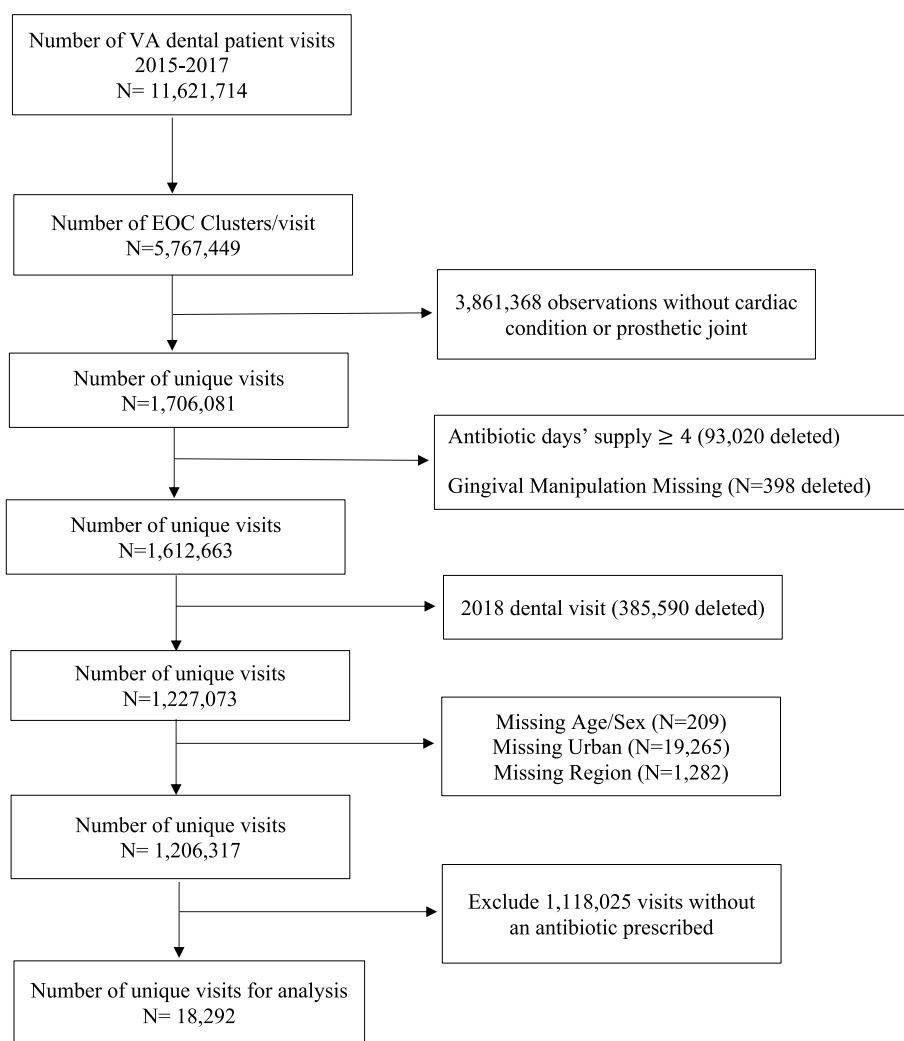 Number of VA dental patient visits
2015-2017
N= 11,621,714
Number of EOC Clusters/visit
N=5,767,449
3,861,368 observations without cardiac
condition or prosthetic joint
Number of unique visits
N=1,706,081
Antibiotic days’ supply ≥ 4 (93,020 deleted)
Gingival Manipulation Missing (N=398 deleted)
Number of unique visits
N=1,612,663
2018 dental visit (385,590 deleted)
Number of unique visits
N=1,227,073
Missing Age/Sex (N=209)
Missing Urban (N=19,265)
Missing Region (N=1,282)
Number of unique visits
N= 1,206,317
Exclude 1,118,025 visits without
an antibiotic prescribed
Number of unique visits for analysis
N= 18,292